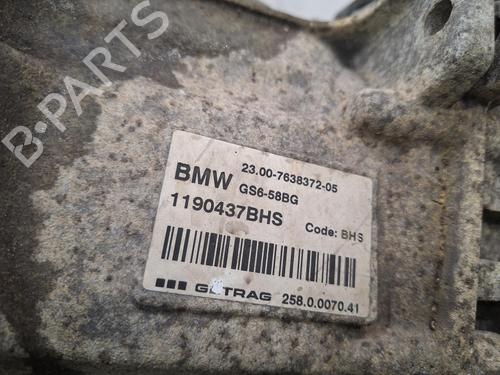 B-PARTS
BMW 23.00-7638372-05
GS6-58BG
1190437BHS Code: BHS
GETRAG 258.0.0070.41